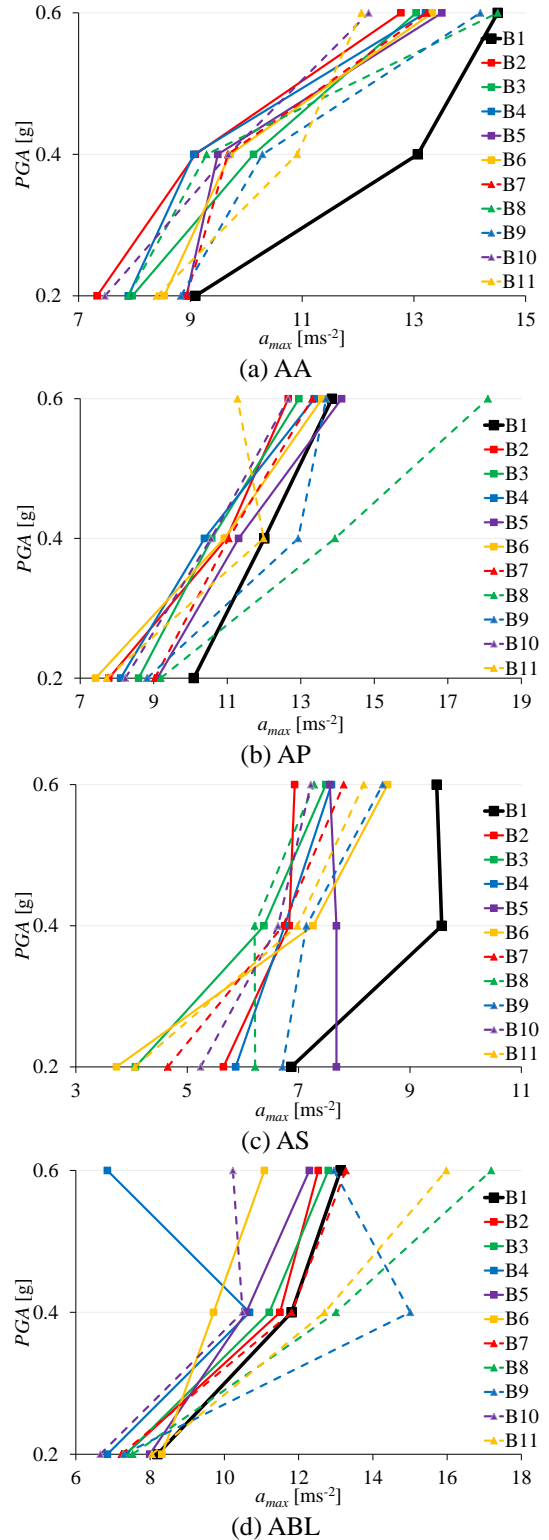 0.6
0.4
0.2
PGA [g]
7 9 11 13 15
a_max [ms⁻²]
B1
B2
B3
B4
B5
B6
B7
B8
B9
B10
B11
(a) AA
0.6
0.4
0.2
PGA [g]
7 9 11 13 15 17 19
a_max [ms⁻²]
B1
B2
B3
B4
B5
B6
B7
B8
B9
B10
B11
(b) AP
0.6
0.4
0.2
PGA [g]
3 5 7 9 11
a_max [ms⁻²]
B1
B2
B3
B4
B5
B6
B7
B8
B9
B10
B11
(c) AS
0.6
0.4
0.2
PGA [g]
6 8 10 12 14 16 18
a_max [ms⁻²]
B1
B2
B3
B4
B5
B6
B7
B8
B9
B10
B11
(d) ABL